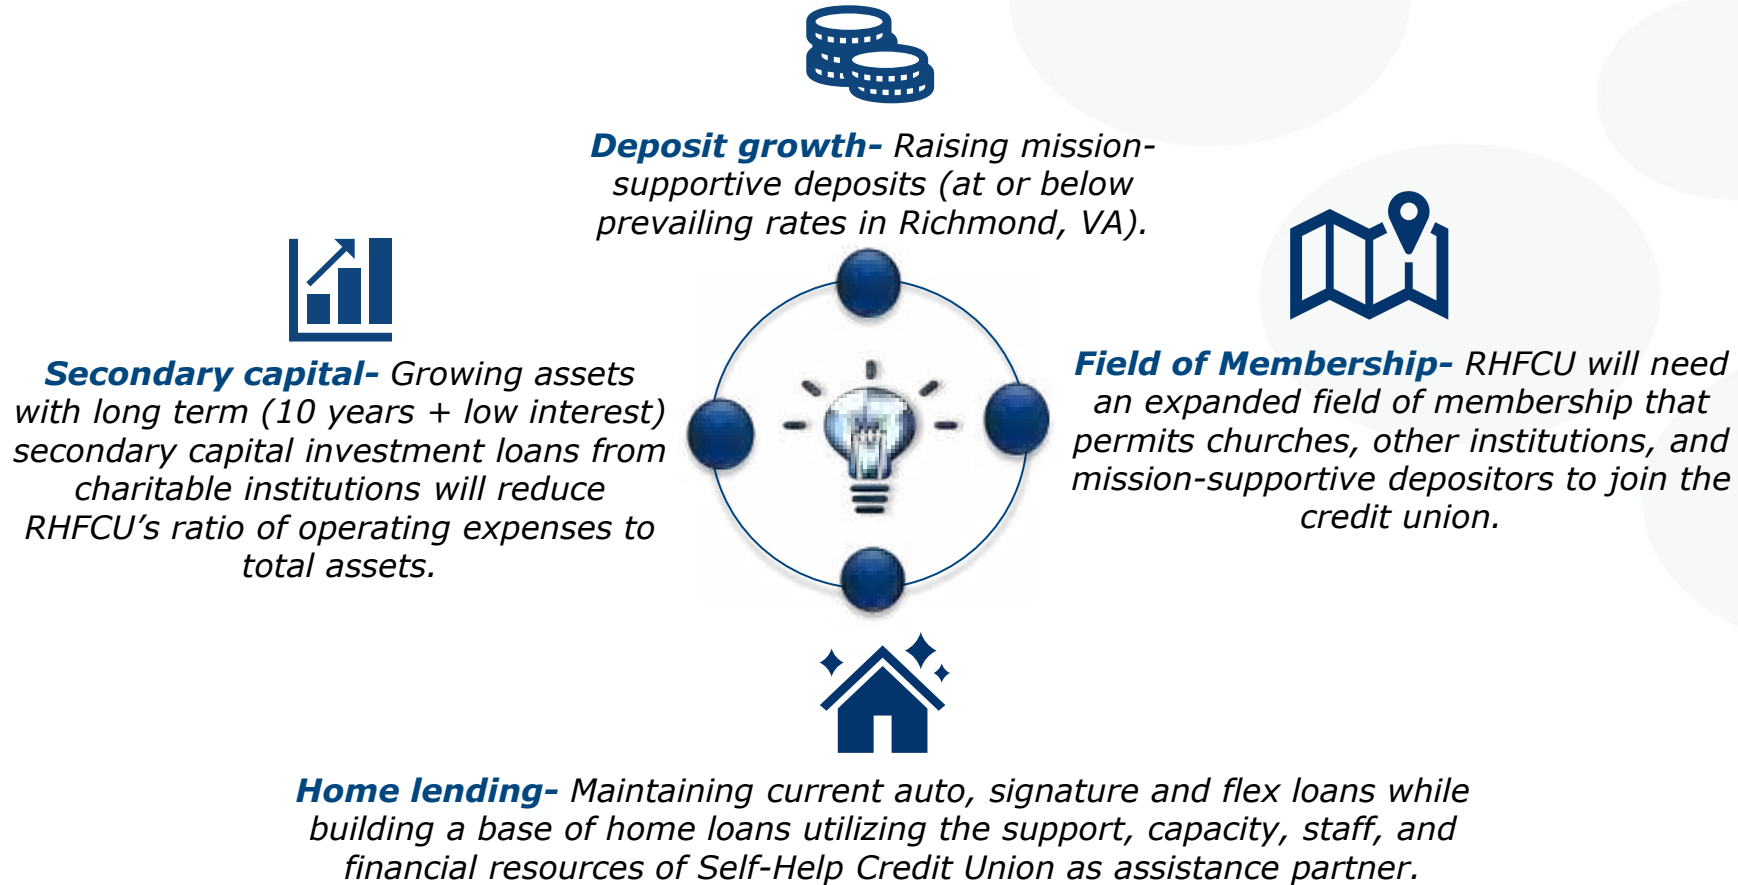 Deposit growth- Raising mission-
supportive deposits (at or below
prevailing rates in Richmond, VA).
Secondary capital- Growing assets
with long term (10 years + low interest)
secondary capital investment loans from
charitable institutions will reduce
RHFCU’s ratio of operating expenses to
total assets.
Field of Membership- RHFCU will need
an expanded field of membership that
permits churches, other institutions, and
mission-supportive depositors to join the
credit union.
Home lending- Maintaining current auto, signature and flex loans while
building a base of home loans utilizing the support, capacity, staff, and
financial resources of Self-Help Credit Union as assistance partner.